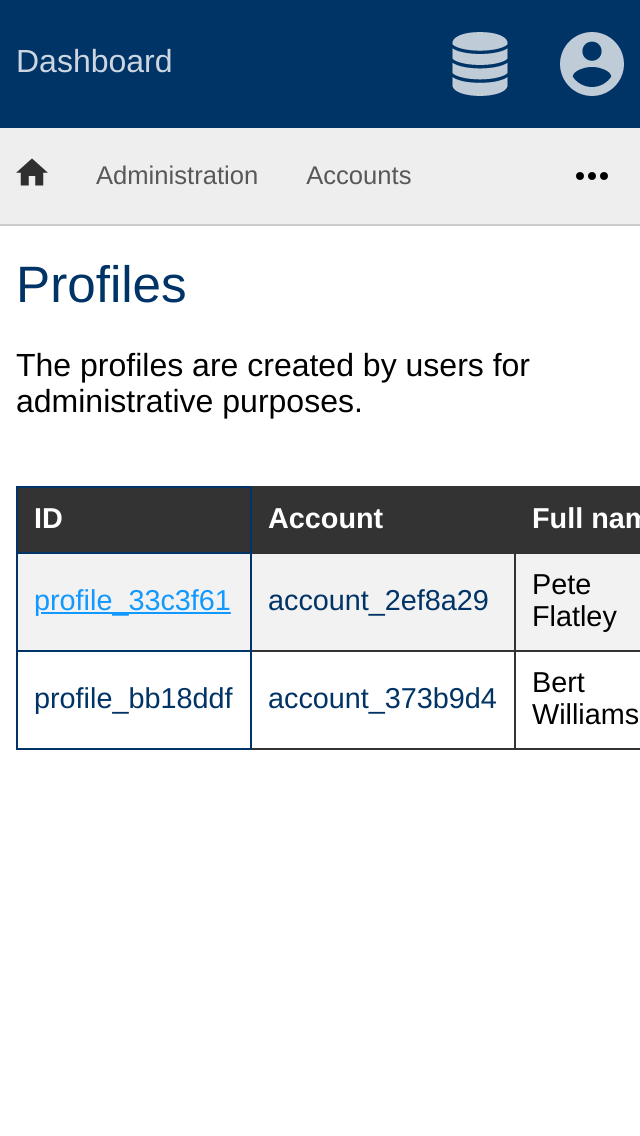 Dashboard
Administration Accounts
Profiles
The profiles are created by users for
administrative purposes.
ID Account Full nam
profile_33c3f61 account_2ef8a29 Pete
Flatley
profile_bb18ddf account_373b9d4 Bert
Williams